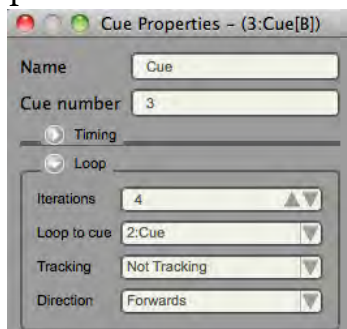 Cue Properties – (3:Cue[B])
Name Cue
Cue number 3
Timing
Loop
Iterations 4
Loop to cue 2:Cue
Tracking Not Tracking
Direction Forwards